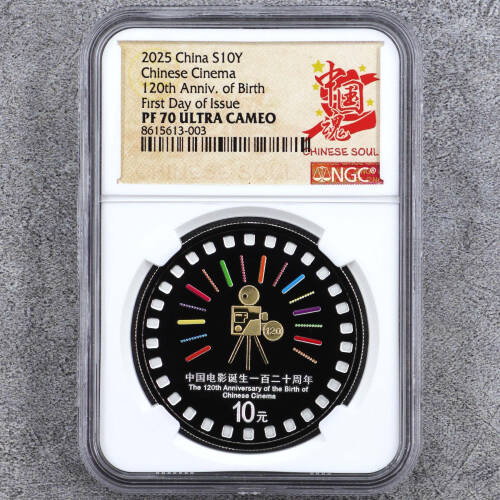 2025 China S10Y
Chinese Cinema
120th Anniv. of Birth
First Day of Issue
PF 70 ULTRA CAMEO
8615613-003
中国魂
CHINESE SOUL
NGC®
CHINESE SOUL
120
中国电影诞生一百二十周年
The 120th Anniversary of the Birth of
Chinese Cinema
10元